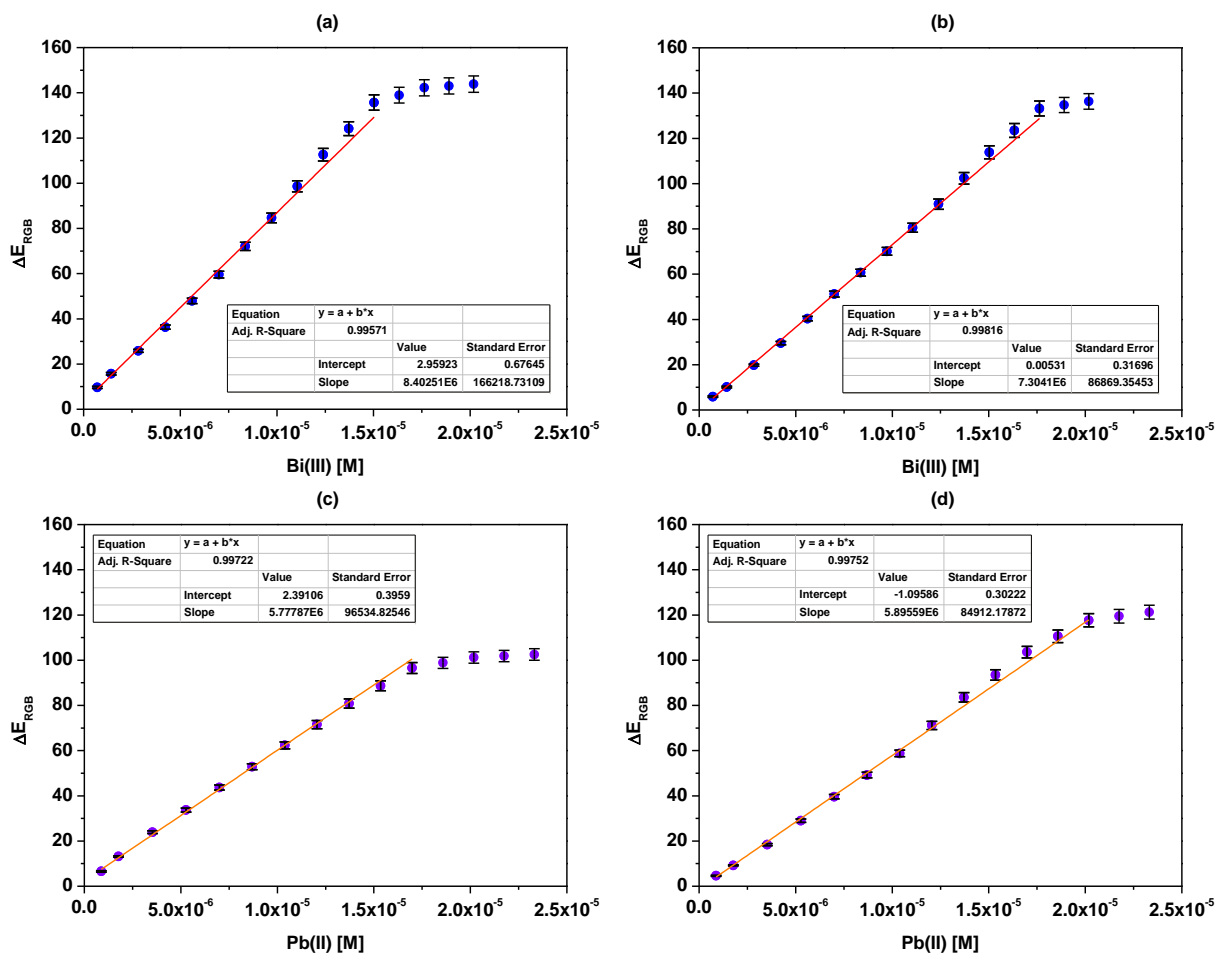 (a)
160
140
120
100
80
60
40
20
0
ΔE_RGB
Equation y = a + b*x
Adj. R-Square 0.99571
Value Standard Error
Intercept 2.95923 0.67645
Slope 8.40251E6 166218.73109
0.0 5.0x10⁻⁶ 1.0x10⁻⁵ 1.5x10⁻⁵ 2.0x10⁻⁵ 2.5x10⁻⁵
Bi(III) [M]
(b)
160
140
120
100
80
60
40
20
0
ΔE_RGB
Equation y = a + b*x
Adj. R-Square 0.99816
Value Standard Error
Intercept 0.00531 0.31696
Slope 7.3041E6 86869.35453
0.0 5.0x10⁻⁶ 1.0x10⁻⁵ 1.5x10⁻⁵ 2.0x10⁻⁵ 2.5x10⁻⁵
Bi(III) [M]
(c)
160
140
120
100
80
60
40
20
0
ΔE_RGB
Equation y = a + b*x
Adj. R-Square 0.99722
Value Standard Error
Intercept 2.39106 0.3959
Slope 5.77787E6 96534.82546
0.0 5.0x10⁻⁶ 1.0x10⁻⁵ 1.5x10⁻⁵ 2.0x10⁻⁵ 2.5x10⁻⁵
Pb(II) [M]
(d)
160
140
120
100
80
60
40
20
0
ΔE_RGB
Equation y = a + b*x
Adj. R-Square 0.99752
Value Standard Error
Intercept -1.09586 0.30222
Slope 5.89559E6 84912.17872
0.0 5.0x10⁻⁶ 1.0x10⁻⁵ 1.5x10⁻⁵ 2.0x10⁻⁵ 2.5x10⁻⁵
Pb(II) [M]